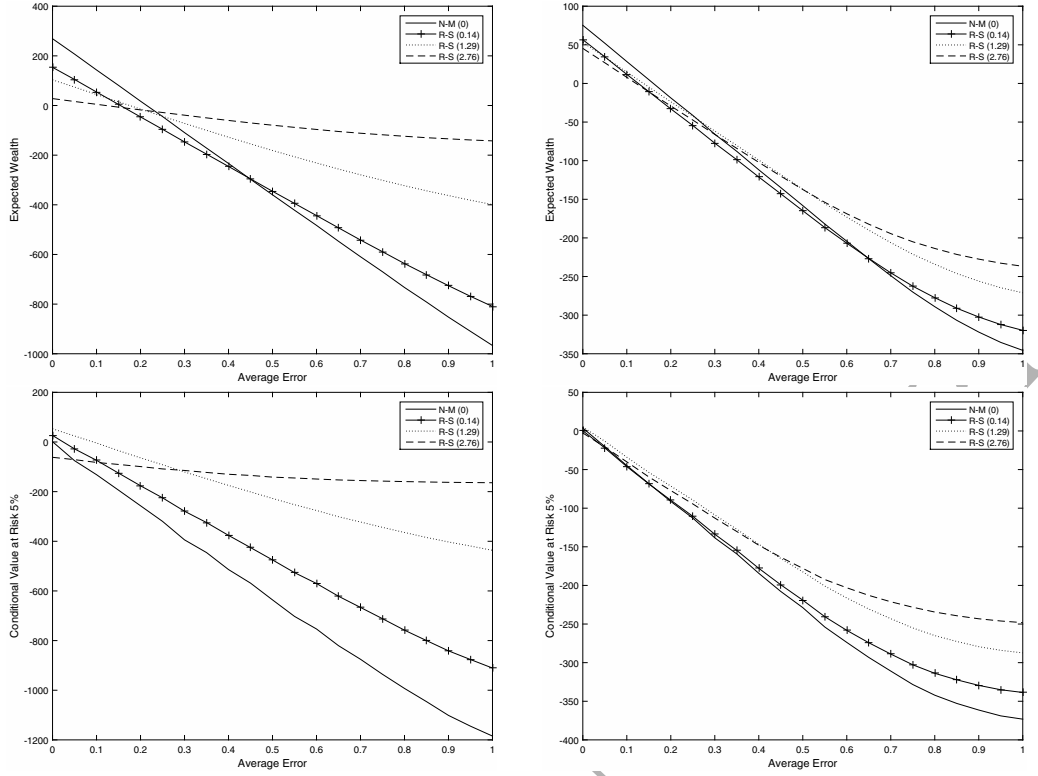 400
200
0
-200
-400
-600
-800
-1000
Expected Wealth
N-M (0)
R-S (0.14)
R-S (1.29)
R-S (2.76)
0 0.1 0.2 0.3 0.4 0.5 0.6 0.7 0.8 0.9 1
Average Error
100
50
0
-50
-100
-150
-200
-250
-300
-350
Expected Wealth
N-M (0)
R-S (0.14)
R-S (1.29)
R-S (2.76)
0 0.1 0.2 0.3 0.4 0.5 0.6 0.7 0.8 0.9 1
Average Error
200
0
-200
-400
-600
-800
-1000
-1200
Conditional Value at Risk 5%
N-M (0)
R-S (0.14)
R-S (1.29)
R-S (2.76)
0 0.1 0.2 0.3 0.4 0.5 0.6 0.7 0.8 0.9 1
Average Error
50
0
-50
-100
-150
-200
-250
-300
-350
-400
Conditional Value at Risk 5%
N-M (0)
R-S (0.14)
R-S (1.29)
R-S (2.76)
0 0.1 0.2 0.3 0.4 0.5 0.6 0.7 0.8 0.9 1
Average Error